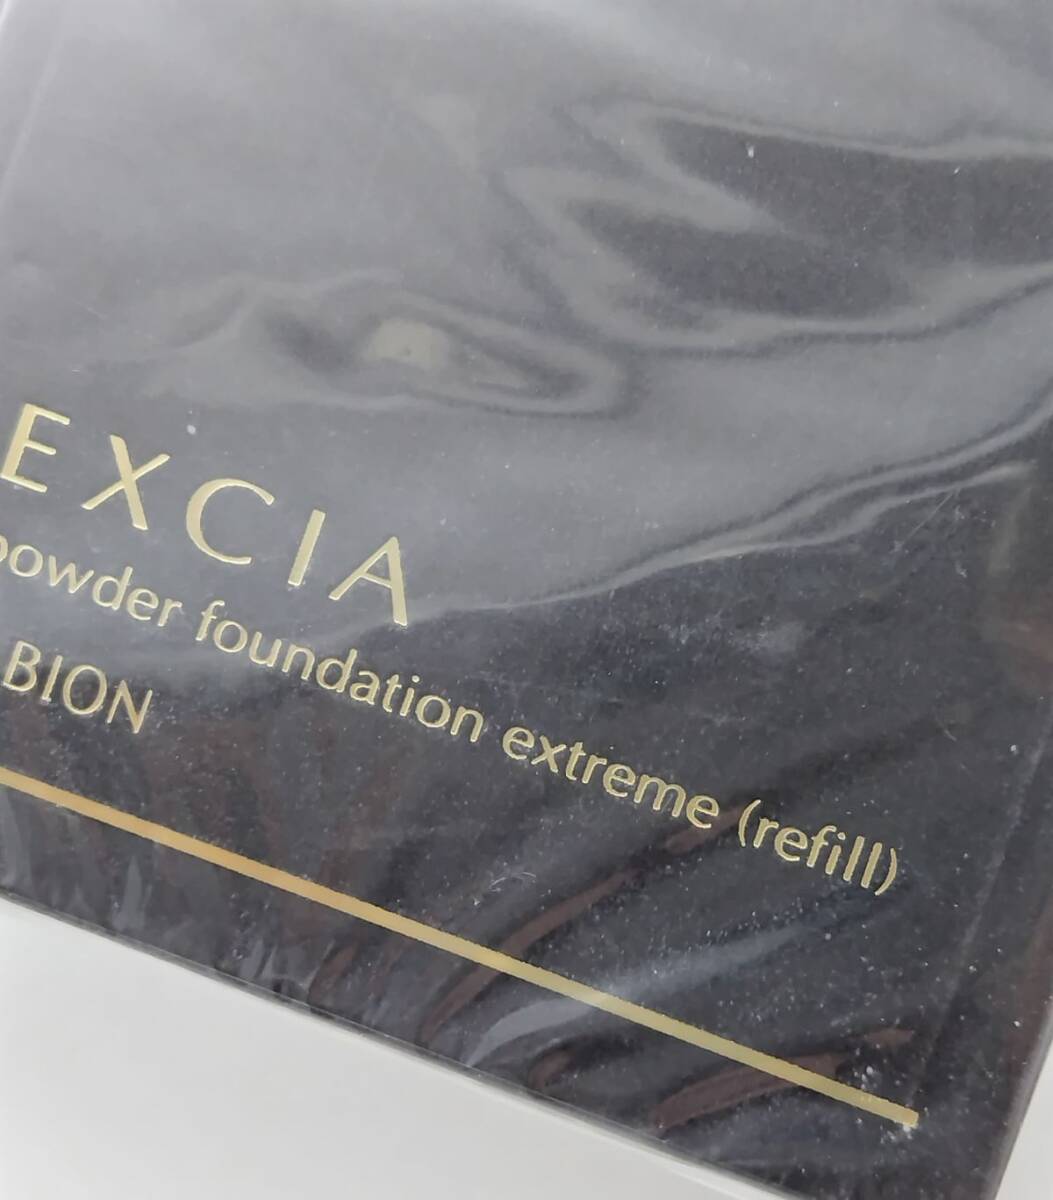 EXCIA
powder foundation extreme (refill)
BION